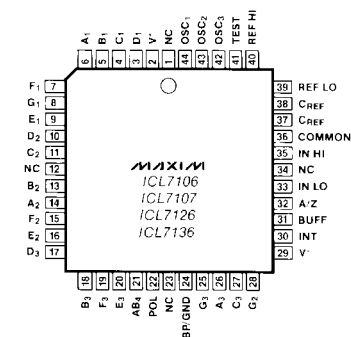 A1 B1 C1 D1 V+ NC OSC1 OSC2 OSC3 TEST REF HI
6 5 4 3 2 1 44 43 42 41 40
F1 7
G1 8
E1 9
D2 10
C2 11
NC 12
B2 13
A2 14
F2 15
E2 16
D3 17
MAXIM
ICL7106
ICL7107
ICL7126
ICL7136
39 REF LO
38 CREF
37 CREF
36 COMMON
35 IN HI
34 NC
33 IN LO
32 A/Z
31 BUFF
30 INT
29 V-
18 19 20 21 22 23 24 25 26 27 28
B3 F3 E3 AB4 POL NC BP/GND G3 A3 C3 G2